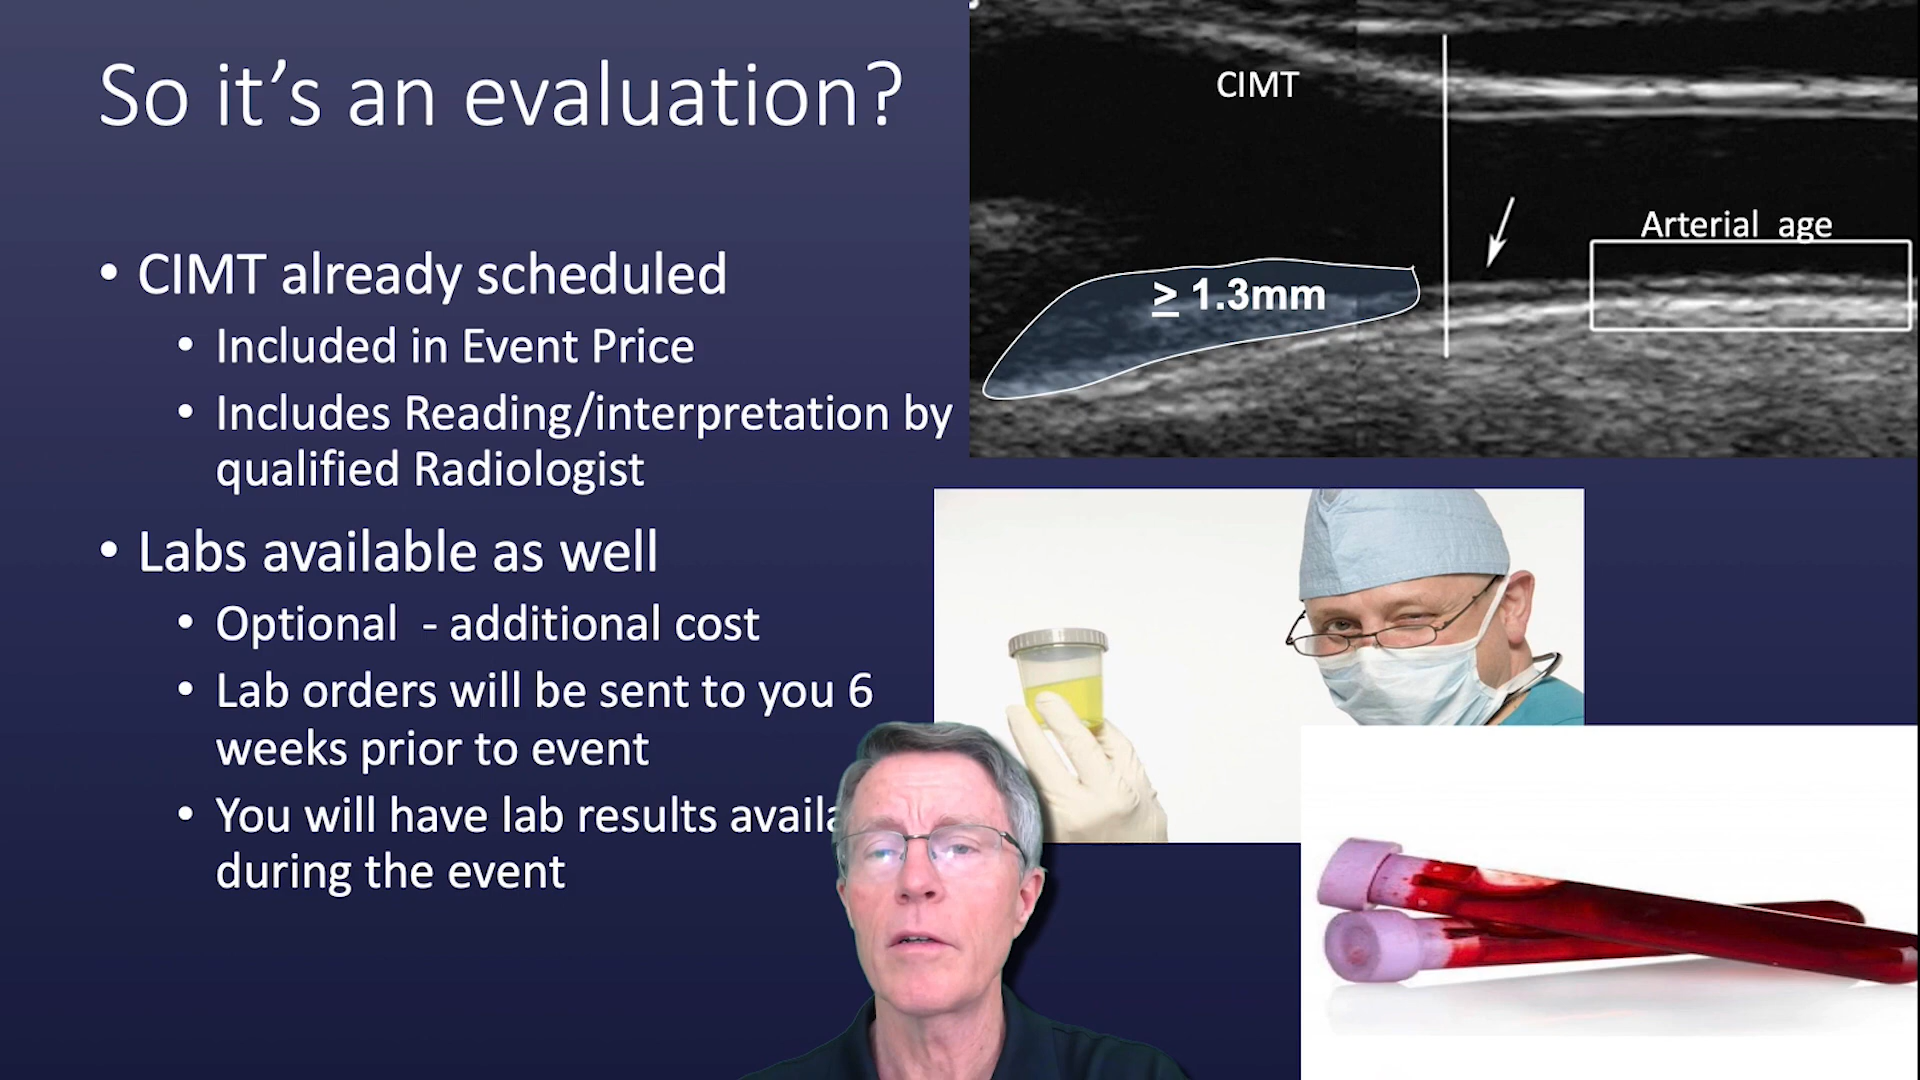 So it's an evaluation?
CIMT
Arterial age
≥ 1.3mm
• CIMT already scheduled
• Included in Event Price
• Includes Reading/interpretation by
qualified Radiologist
• Labs available as well
• Optional - additional cost
• Lab orders will be sent to you 6
weeks prior to event
• You will have lab results
during the event